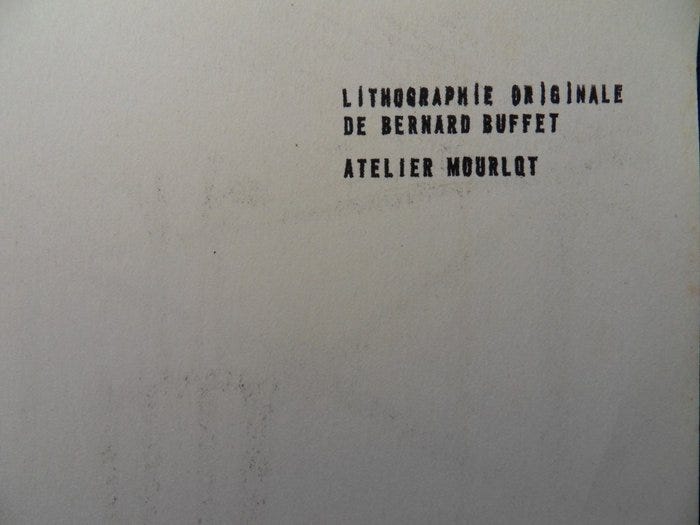 LiTHOGRAPHiE ORiGiNALE
DE BERNARD BUFFET
ATELIER MOURLOT